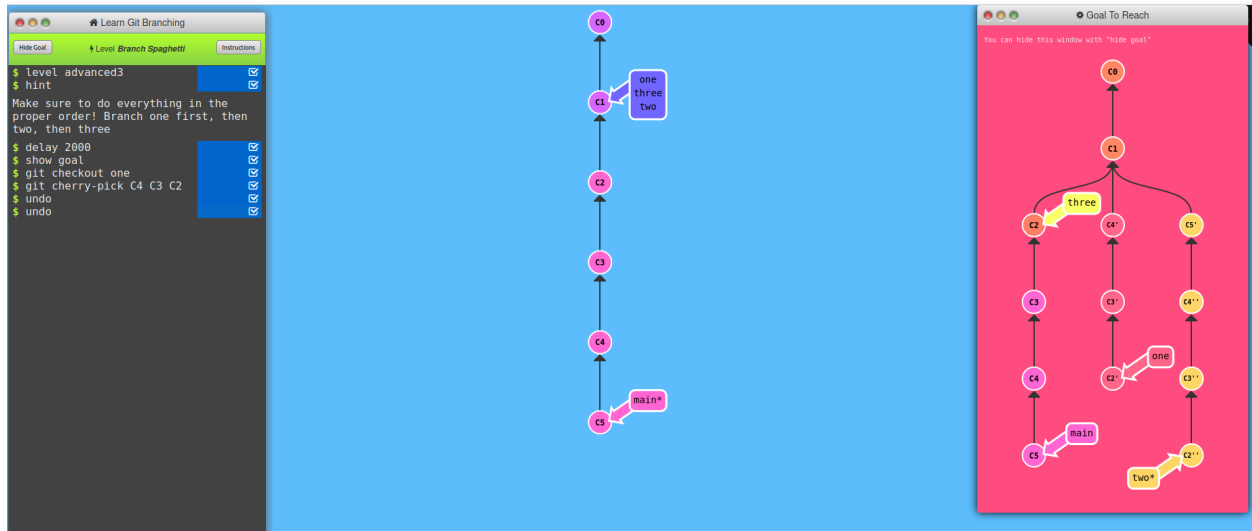 Learn Git Branching
Hide Goal
Level Branch Spaghetti
Instructions
$ level advanced3
$ hint
Make sure to do everything in the
proper order! Branch one first, then
two, then three
$ delay 2000
$ show goal
$ git checkout one
$ git cherry-pick C4 C3 C2
$ undo
$ undo
C0
one
three
two
C1
C2
C3
C4
main*
C5
Goal To Reach
You can hide this window with "hide goal"
C0
C1
three
C2
C4'
C5'
C3
C3'
C4''
one
C4
C2'
C3''
main
C5
C2''
two*